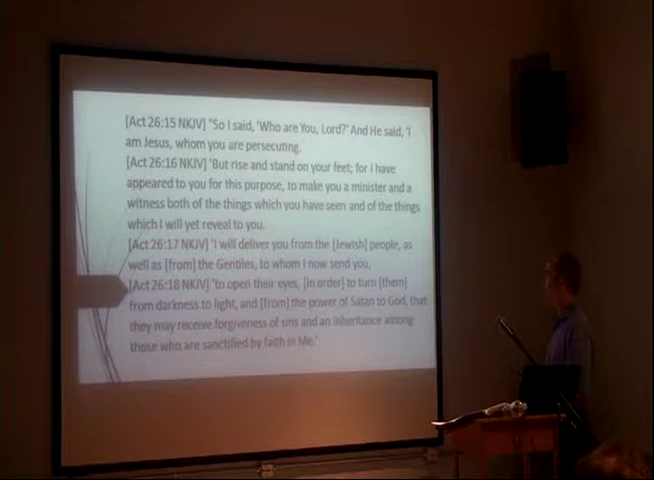 [Act 26:15 NKJV] "So I said, 'Who are You, Lord?' And He said, 'I
am Jesus, whom you are persecuting.
[Act 26:16 NKJV] 'But rise and stand on your feet; for I have
appeared to you for this purpose, to make you a minister and a
witness both of the things which you have seen and of the things
which I will yet reveal to you.
[Act 26:17 NKJV] 'I will deliver you from the [Jewish] people, as
well as [from] the Gentiles, to whom I now send you,
[Act 26:18 NKJV] 'to open their eyes, [in order] to turn [them]
from darkness to light, and [from] the power of Satan to God, that
they may receive forgiveness of sins and an inheritance among
those who are sanctified by faith in Me.'